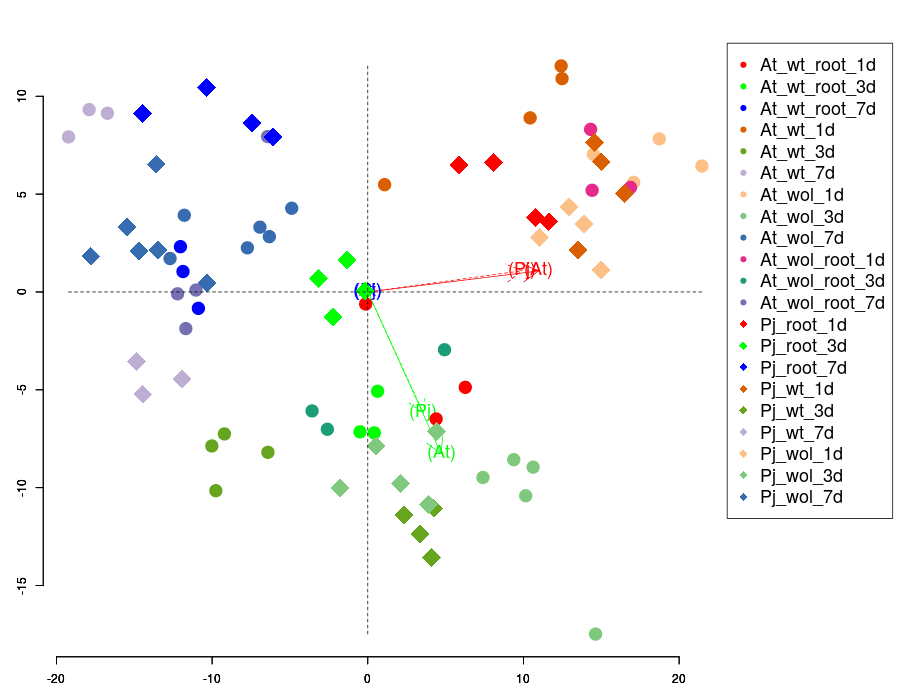 10
5
0
-5
-10
-15
-20
-10
0
10
20
(Pj)
(At)
(Pj)
(At)
At_wt_root_1d
At_wt_root_3d
At_wt_root_7d
At_wt_1d
At_wt_3d
At_wt_7d
At_wol_1d
At_wol_3d
At_wol_7d
At_wol_root_1d
At_wol_root_3d
At_wol_root_7d
Pj_root_1d
Pj_root_3d
Pj_root_7d
Pj_wt_1d
Pj_wt_3d
Pj_wt_7d
Pj_wol_1d
Pj_wol_3d
Pj_wol_7d